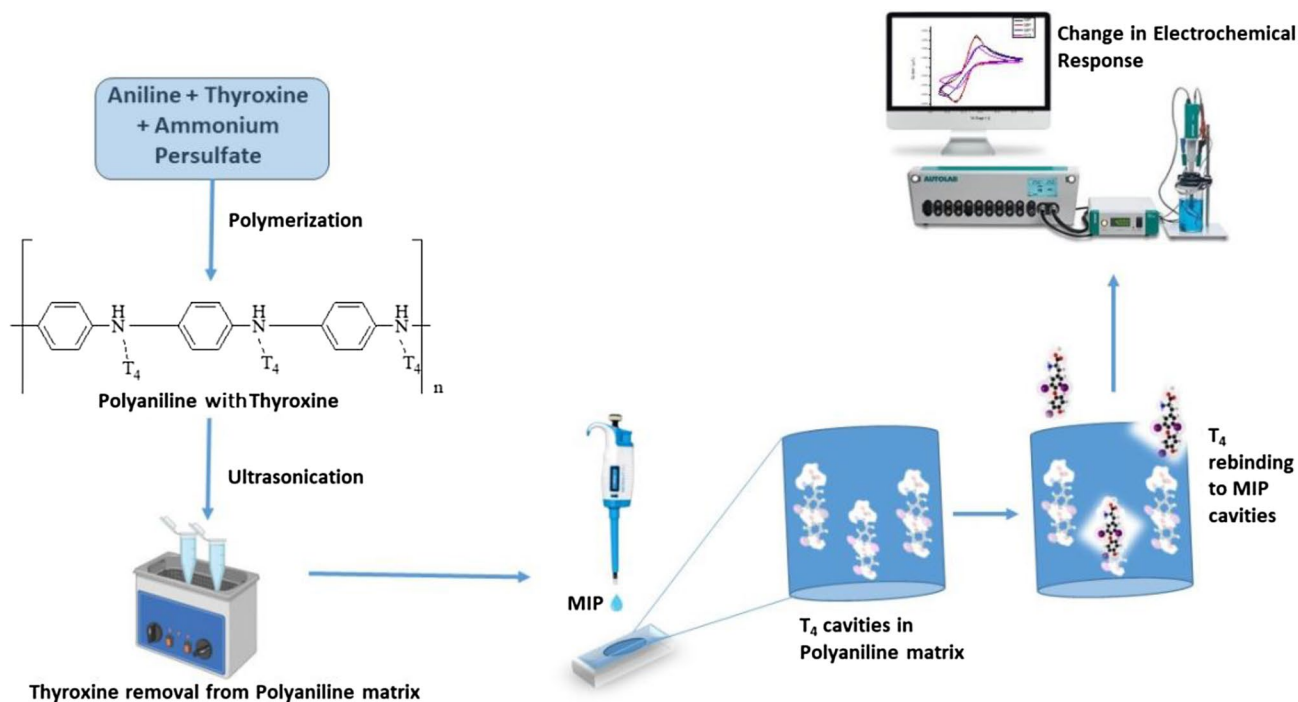 Aniline + Thyroxine
+ Ammonium
Persulfate
Polymerization
H
N
H
N
H
N
T4
T4
T4
n
Polyaniline with Thyroxine
Ultrasonication
Thyroxine removal from Polyaniline matrix
MIP
T4 cavities in
Polyaniline matrix
T4
rebinding
to MIP
cavities
Change in Electrochemical
Response
AUTOLAB